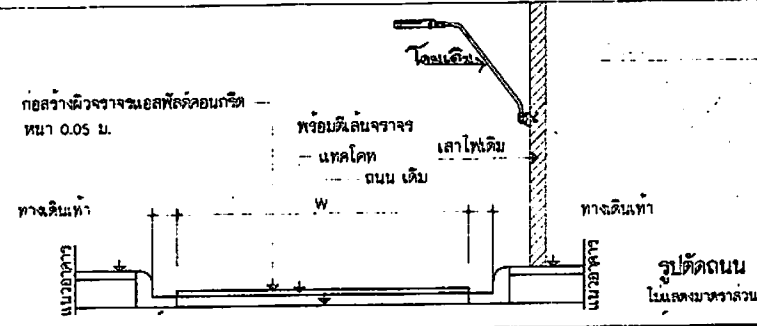 โคมเดิม
ก่อสร้างผิวจราจรแอสฟัลต์คอนกรีต
หนา 0.05 ม.
พร้อมตีเส้นจราจร
แทคโคท
ถนน เดิม
เสาไฟเดิม
ทางเดินเท้า
W
ทางเดินเท้า
แนวอาคาร
แนวอาคาร
รูปตัดถนน
ไม่แสดงมาตราส่วน